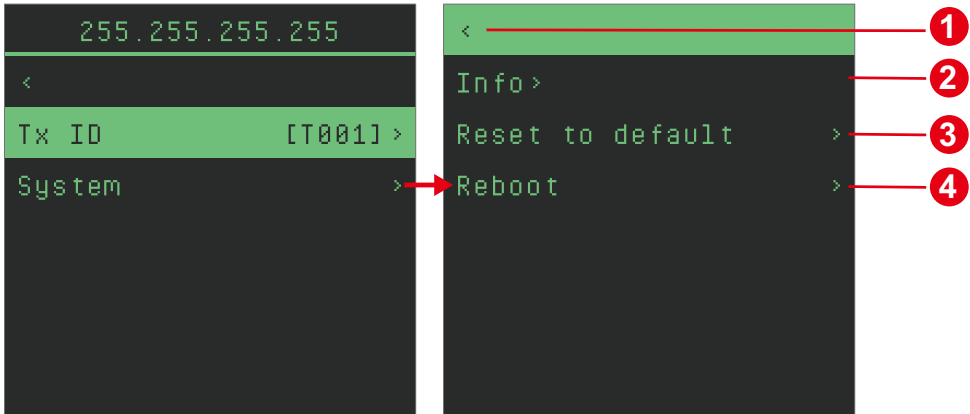 255.255.255.255
<
Tx ID [T001] >
System >
< 1
Info > 2
Reset to default > 3
Reboot > 4